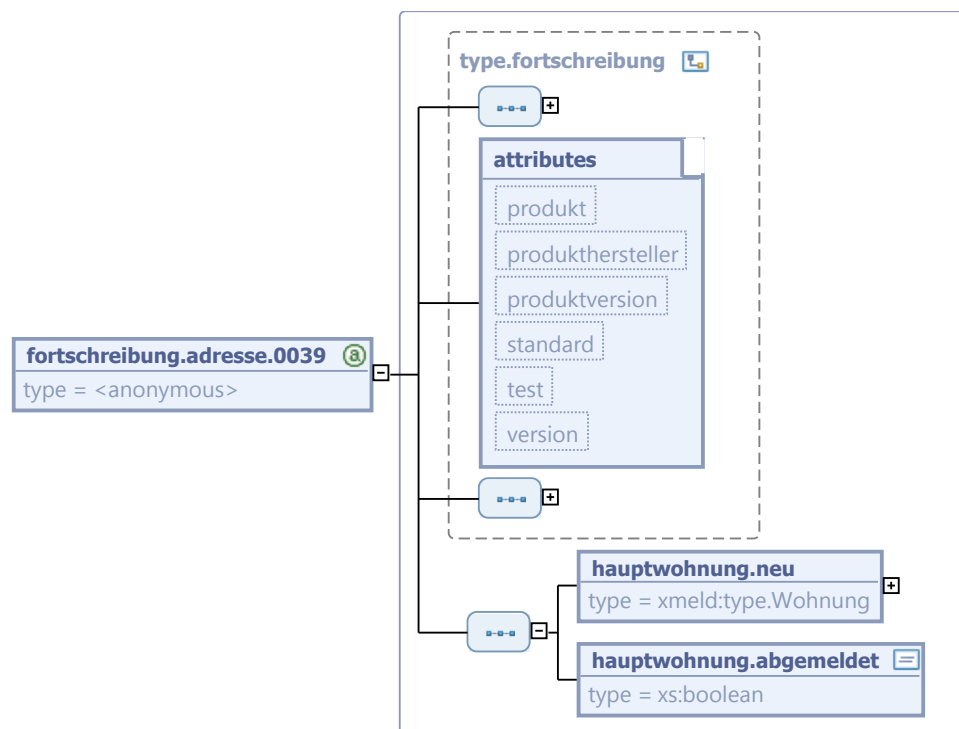 type.fortschreibung
attributes
produkt
produkthersteller
produktversion
standard
test
version
fortschreibung.adresse.0039 a
type = <anonymous>
hauptwohnung.neu
type = xmeld:type.Wohnung
hauptwohnung.abgemeldet
type = xs:boolean